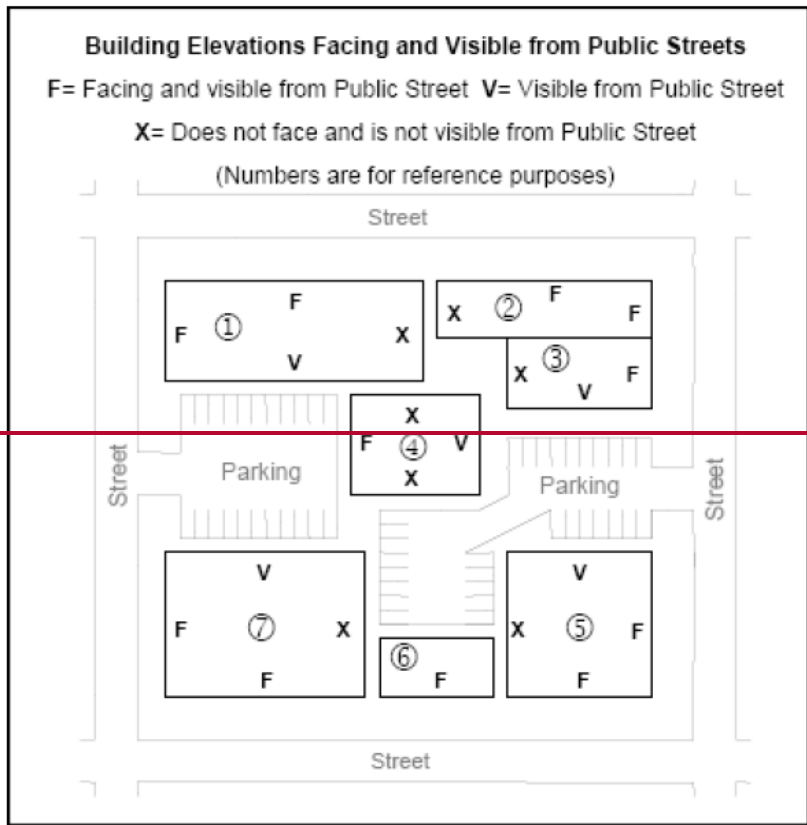 Building Elevations Facing and Visible from Public Streets
F= Facing and visible from Public Street V= Visible from Public Street
X= Does not face and is not visible from Public Street
(Numbers are for reference purposes)
Street
F
F ① X
V
F
X ② F
③
X F
V
X
F ④ V
X
Street
Parking
Parking
Street
V
F ⑦ X
F
⑥
F
V
X ⑤ F
F
Street